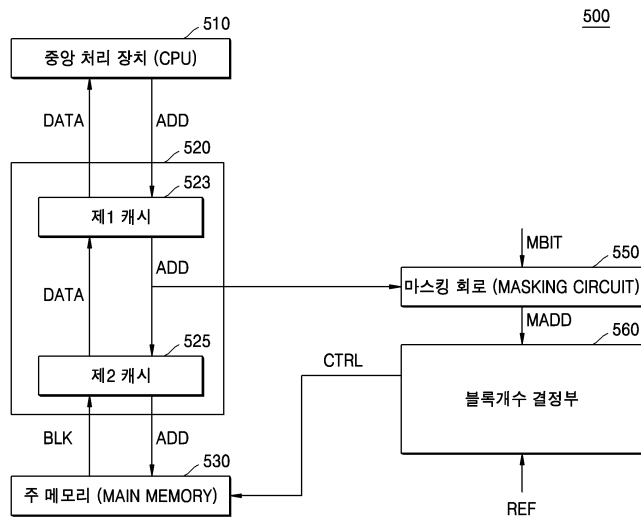 500
510
중앙 처리 장치 (CPU)
DATA
ADD
520
523
제1 캐시
DATA
ADD
MBIT
550
마스킹 회로 (MASKING CIRCUIT)
MADD
525
제2 캐시
CTRL
560
블록개수 결정부
BLK
ADD
530
주 메모리 (MAIN MEMORY)
REF